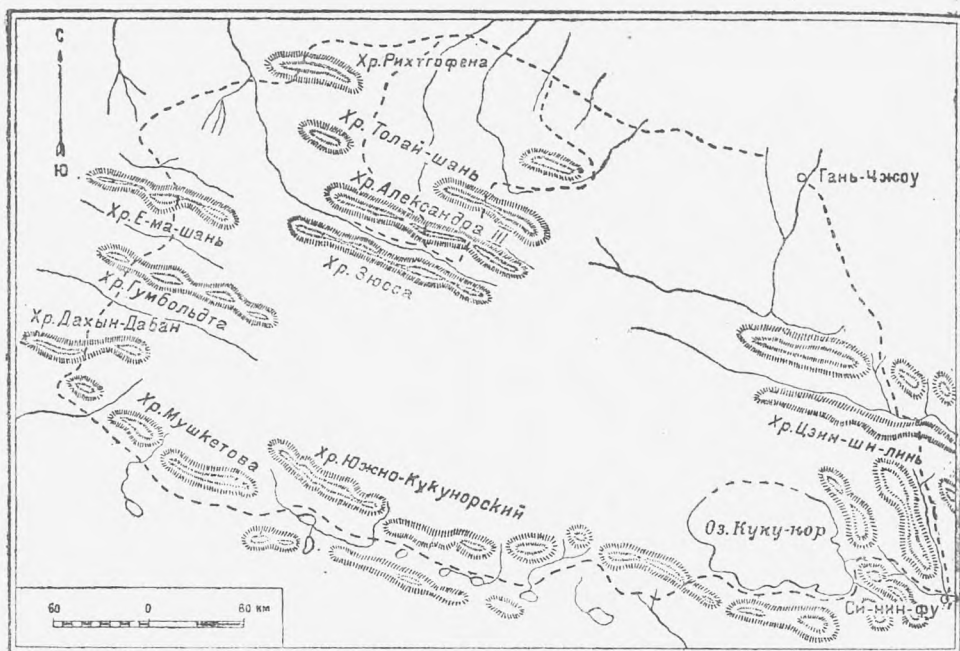 С
Ю
Хр. Рихтгофена
Хр. Толай-шань
Хр. Александра III
Хр. Зюсса
Гань-Чжоу
Хр. Е-ма-шань
Хр. Гумбольдта
Хр. Дахын-Дабан
Хр. Мушкетова
Хр. Южно-Кукунорский
Хр. Цзин-ши-линь
Оз. Куку-нор
Си-нин-фу
60 0 60 км